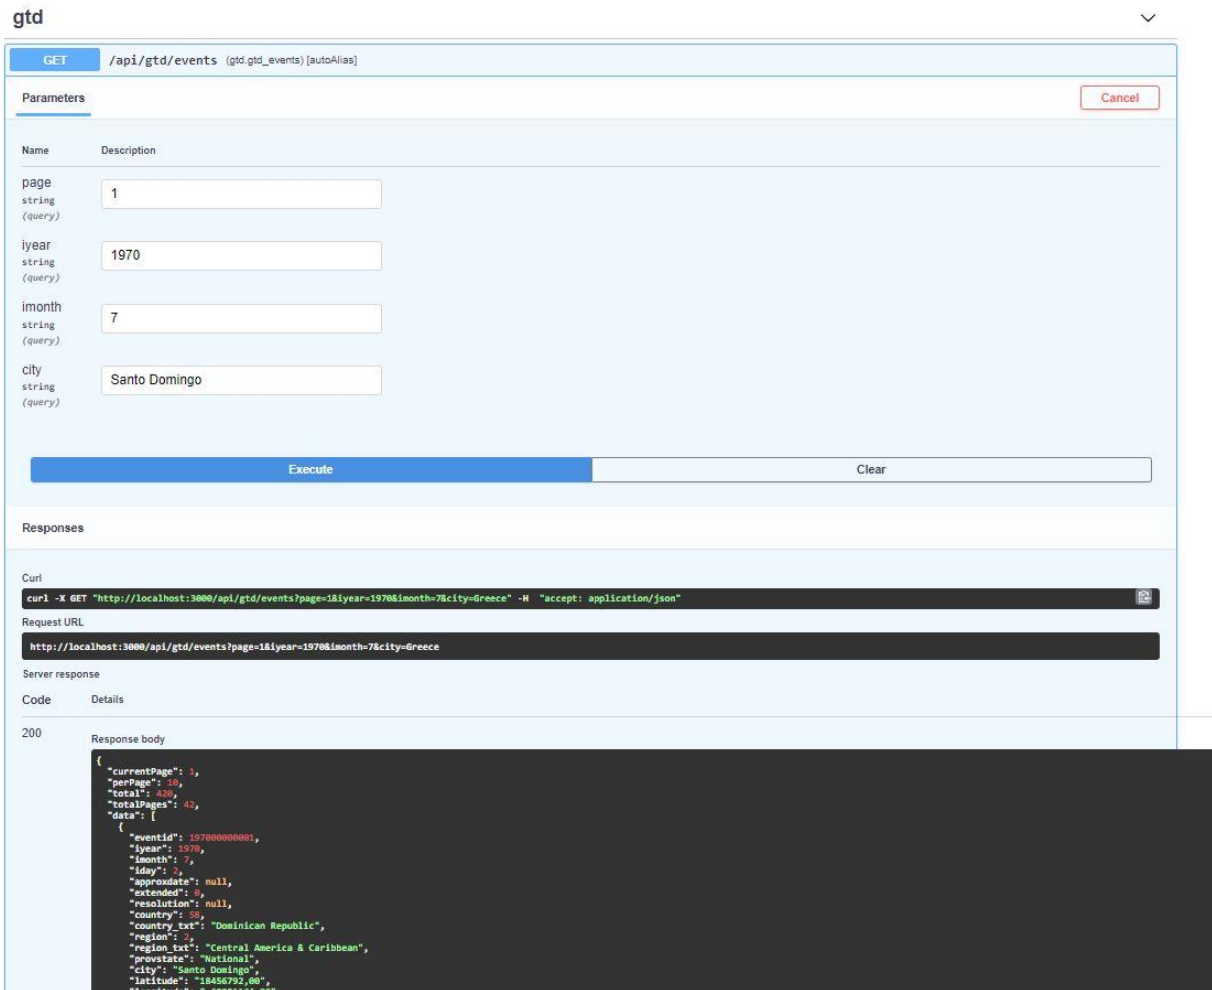 gtd
GET /api/gtd/events (gtd.gtd_events) [autoAlias]
Parameters Cancel
Name Description
page
string
(query)
1
iyear
string
(query)
1970
imonth
string
(query)
7
city
string
(query)
Santo Domingo
Execute Clear
Responses
Curl
curl -X GET "http://localhost:3000/api/gtd/events?page=1&iyear=1970&imonth=7&city=Greece" -H "accept: application/json"
Request URL
http://localhost:3000/api/gtd/events?page=1&iyear=1970&imonth=7&city=Greece
Server response
Code Details
200
Response body
{
"currentPage": 1,
"perPage": 10,
"total": 420,
"totalPages": 42,
"data": [
{
"eventid": 197000000001,
"iyear": 1970,
"imonth": 7,
"iday": 2,
"approxdate": null,
"extended": 0,
"resolution": null,
"country": 58,
"country_txt": "Dominican Republic",
"region": 2,
"region_txt": "Central America & Caribbean",
"provstate": "National",
"city": "Santo Domingo",
"latitude": "18456792,00",